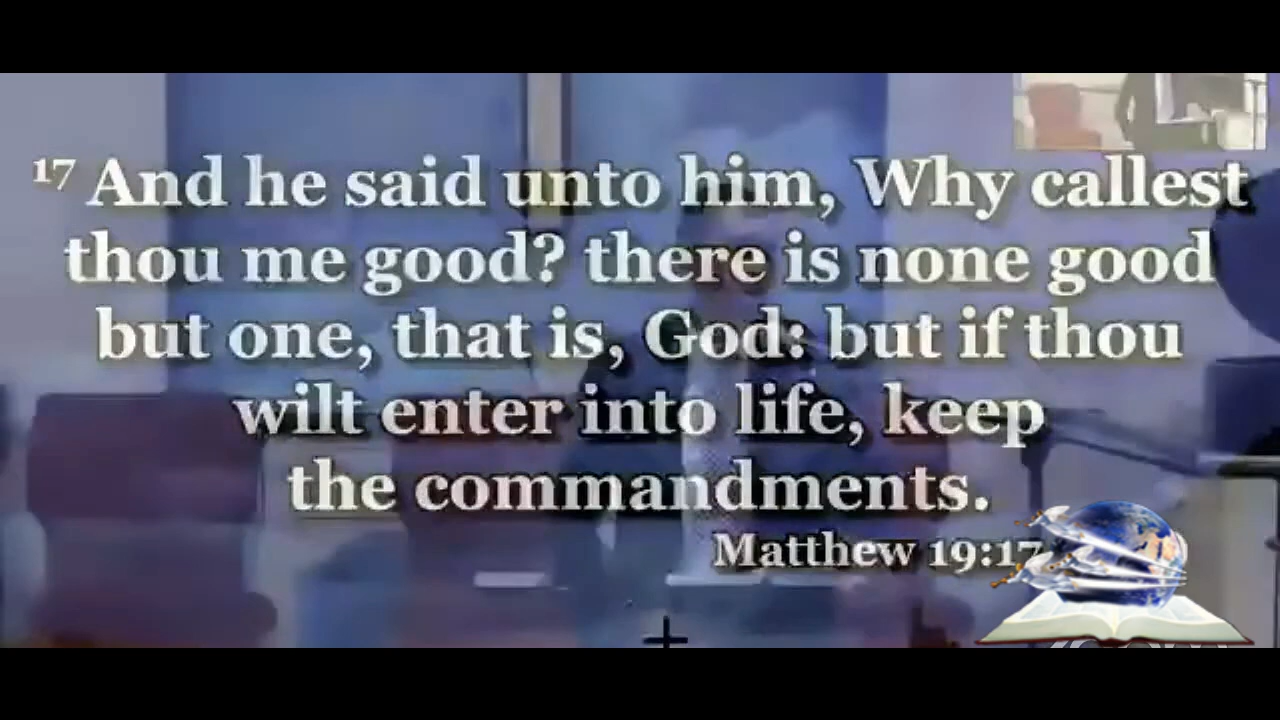 17 And he said unto him, Why callest
thou me good? there is none good
but one, that is, God: but if thou
wilt enter into life, keep
the commandments.
Matthew 19:17